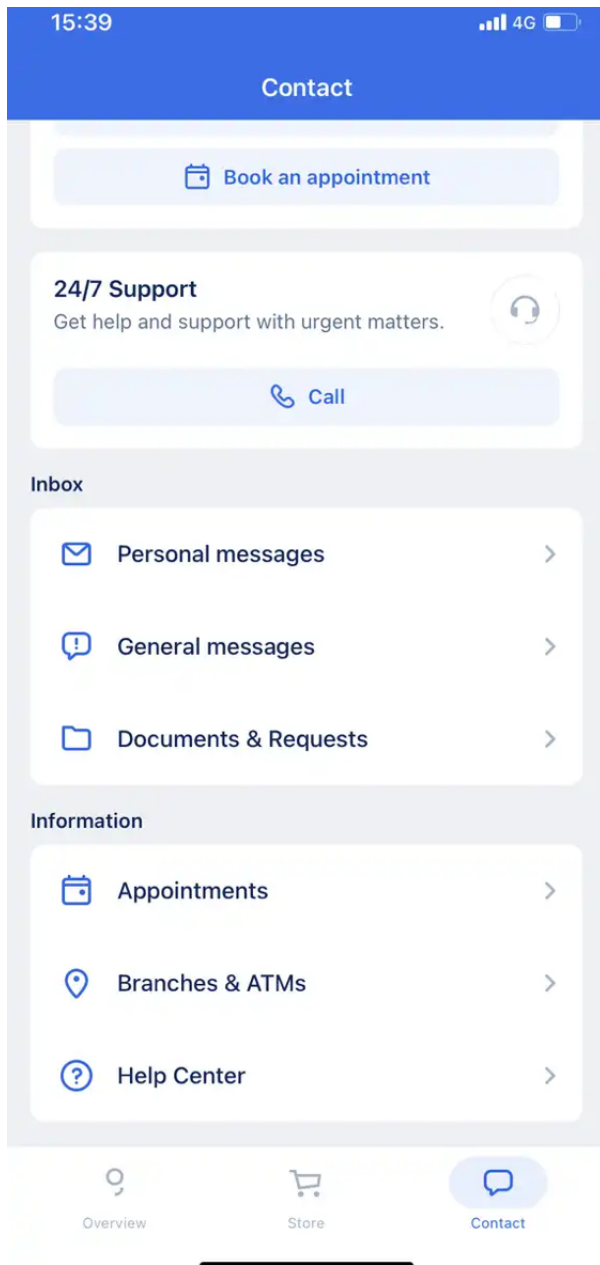 15:39
4G
Contact
Book an appointment
24/7 Support
Get help and support with urgent matters.
Call
Inbox
Personal messages
General messages
Documents & Requests
Information
Appointments
Branches & ATMs
Help Center
Overview
Store
Contact